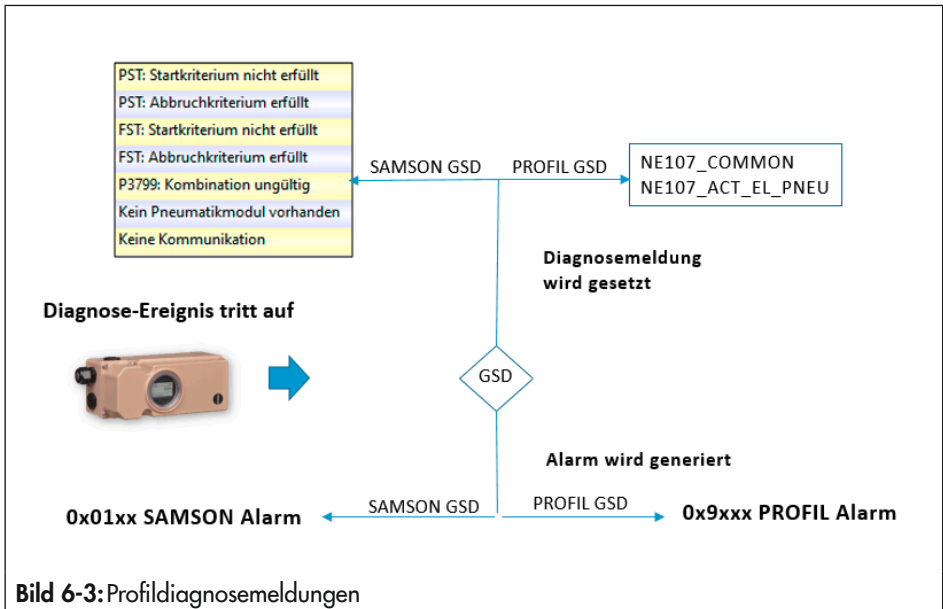 PST: Startkriterium nicht erfüllt
PST: Abbruchkriterium erfüllt
FST: Startkriterium nicht erfüllt
FST: Abbruchkriterium erfüllt
P3799: Kombination ungültig
Kein Pneumatikmodul vorhanden
Keine Kommunikation
SAMSON GSD
PROFIL GSD
NE107_COMMON
NE107_ACT_EL_PNEU
Diagnosemeldung
wird gesetzt
Diagnose-Ereignis tritt auf
GSD
Alarm wird generiert
0x01xx SAMSON Alarm
SAMSON GSD
PROFIL GSD
0x9xxx PROFIL Alarm
Bild 6-3: Profildiagnosemeldungen